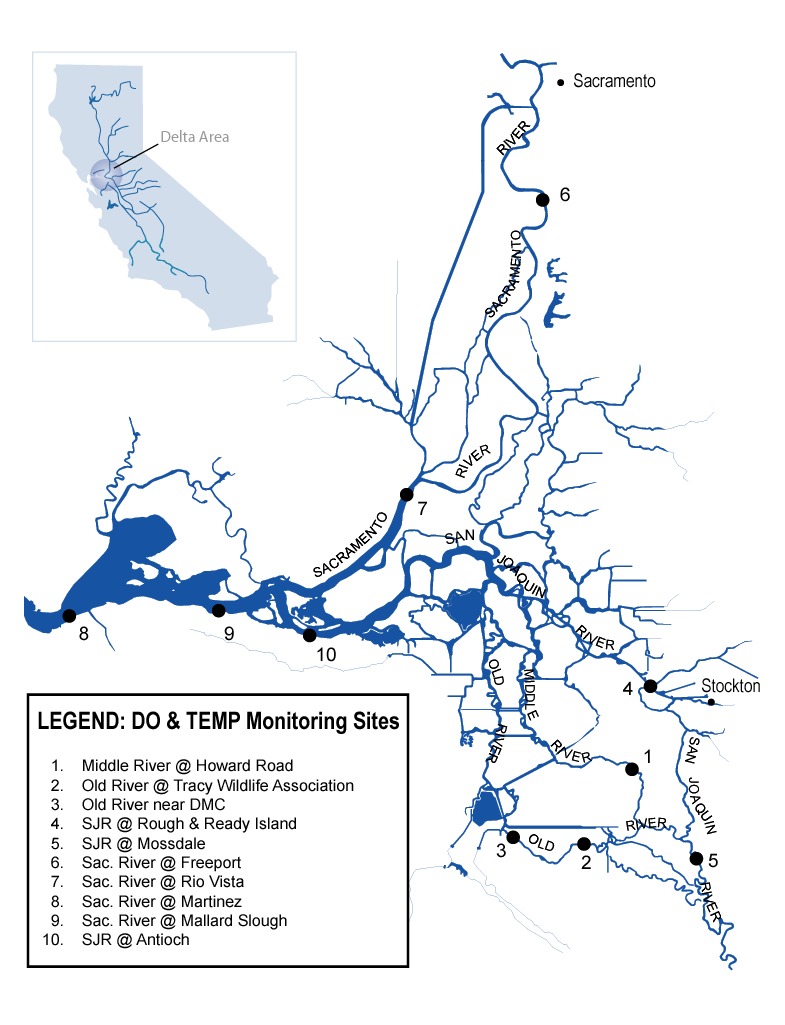 Sacramento
Delta Area
RIVER
6
SACRAMENTO
RIVER
7
SACRAMENTO
SAN
JOAQUIN
RIVER
8
9
10
OLD
MIDDLE
4
Stockton
RIVER
RIVER
1
SAN
JOAQUIN
RIVER
3
OLD
2
5
RIVER
LEGEND: DO & TEMP Monitoring Sites
1. Middle River @ Howard Road
2. Old River @ Tracy Wildlife Association
3. Old River near DMC
4. SJR @ Rough & Ready Island
5. SJR @ Mossdale
6. Sac. River @ Freeport
7. Sac. River @ Rio Vista
8. Sac. River @ Martinez
9. Sac. River @ Mallard Slough
10. SJR @ Antioch